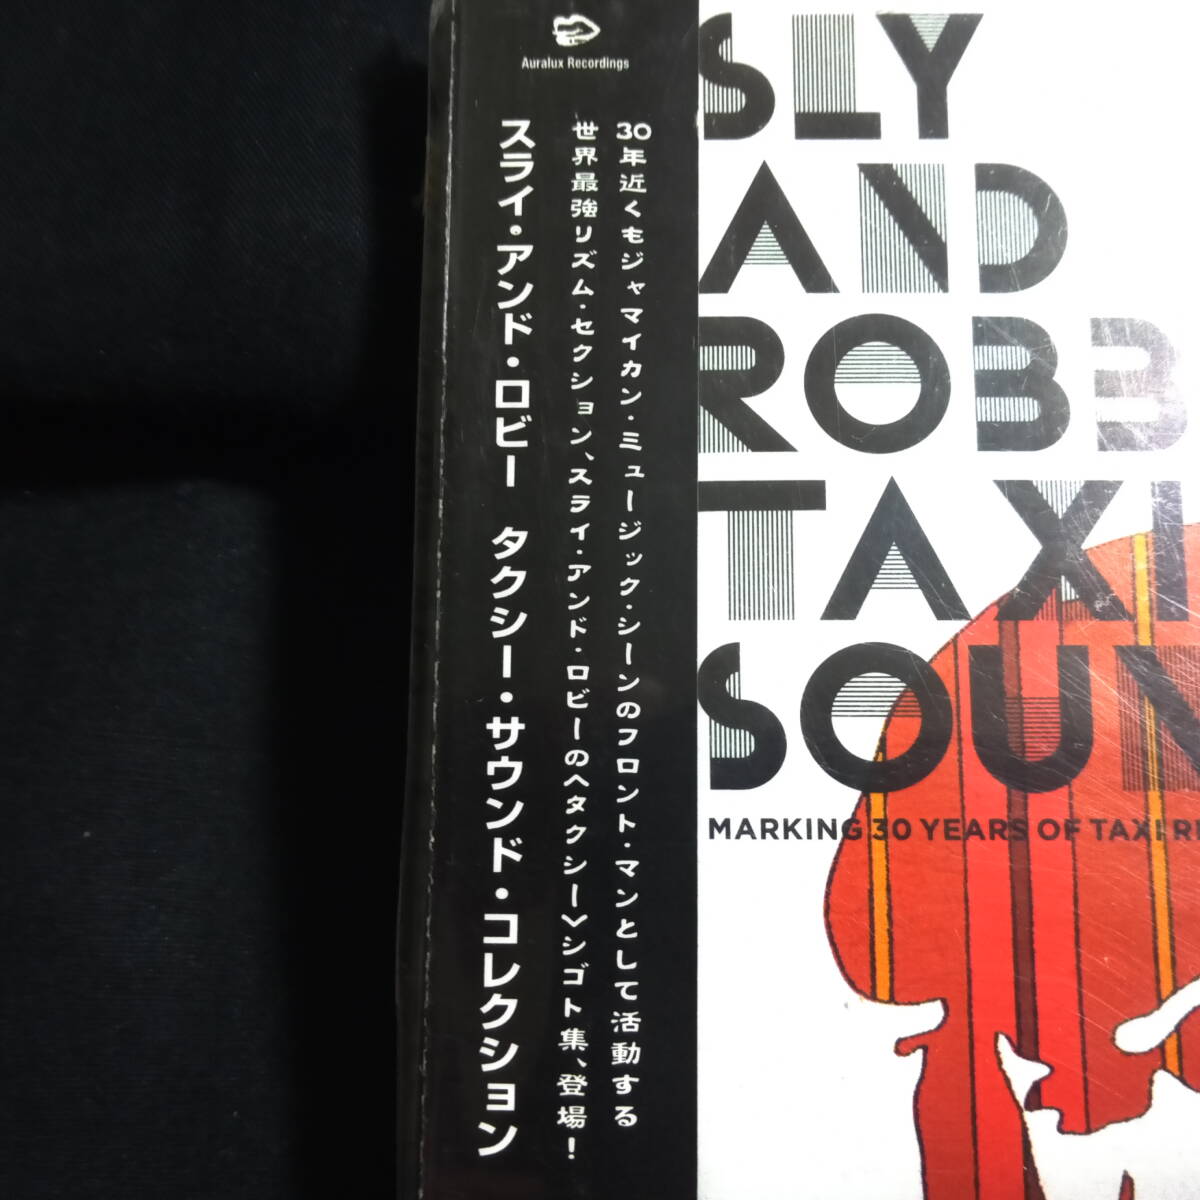 Auralux Recordings
30年近くもジャマイカン・ミュージック・シーンのフロント・マンとして活動する
世界最強リズム・セクション、スライ・アンド・ロビーの〈タクシー〉シゴト集、登場！
スライ・アンド・ロビー タクシー・サウンド・コレクション
SLY
AND
ROBB
TAXI
SOUN
MARKING 30 YEARS OF TAXI R